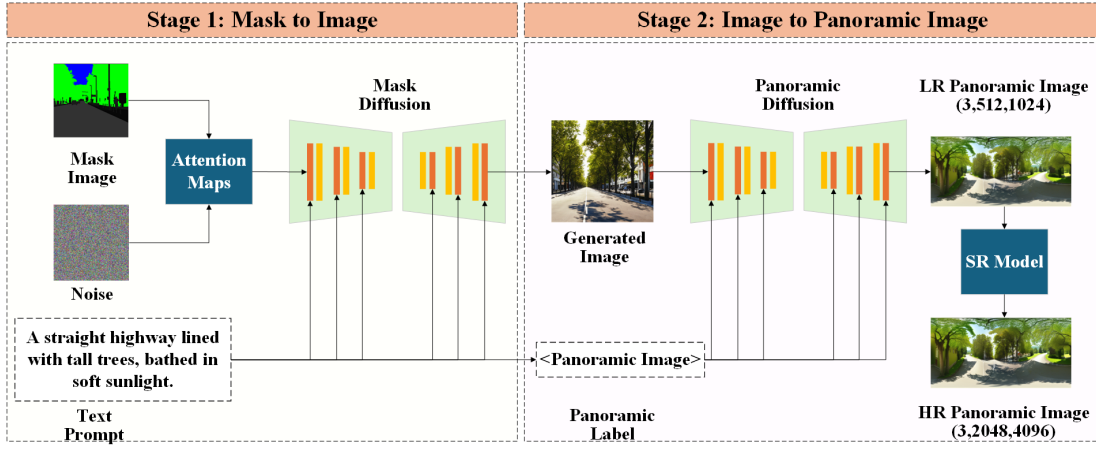 Stage 1: Mask to Image
Stage 2: Image to Panoramic Image
Mask
Image
Noise
Attention
Maps
Mask
Diffusion
A straight highway lined
with tall trees, bathed in
soft sunlight.
Text
Prompt
Generated
Image
Panoramic
Diffusion
<Panoramic Image>
Panoramic
Label
LR Panoramic Image
(3,512,1024)
SR Model
HR Panoramic Image
(3,2048,4096)